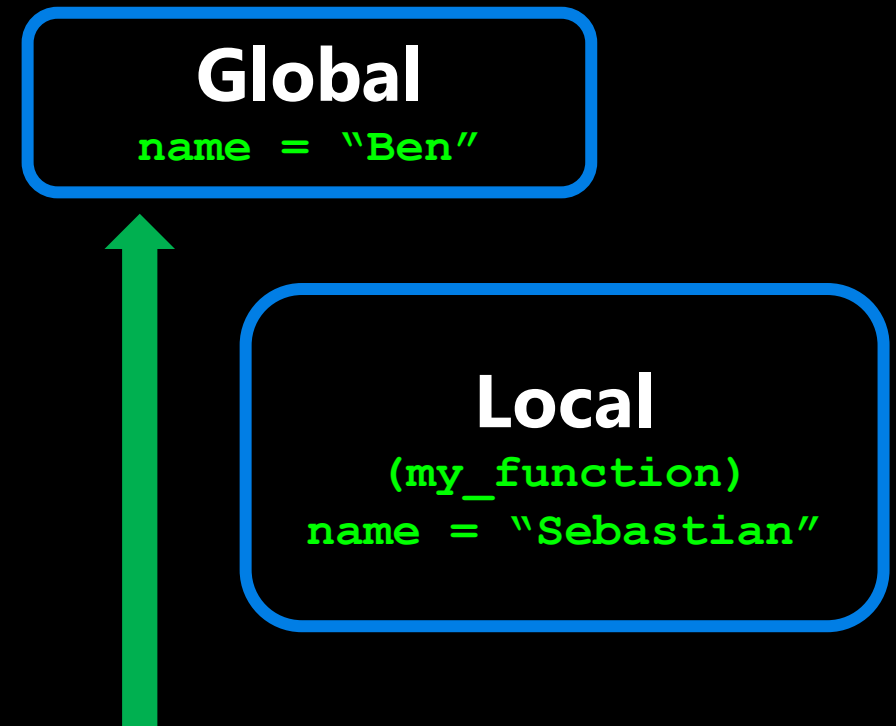 Global
name = “Ben”
Local
(my_function)
name = “Sebastian”